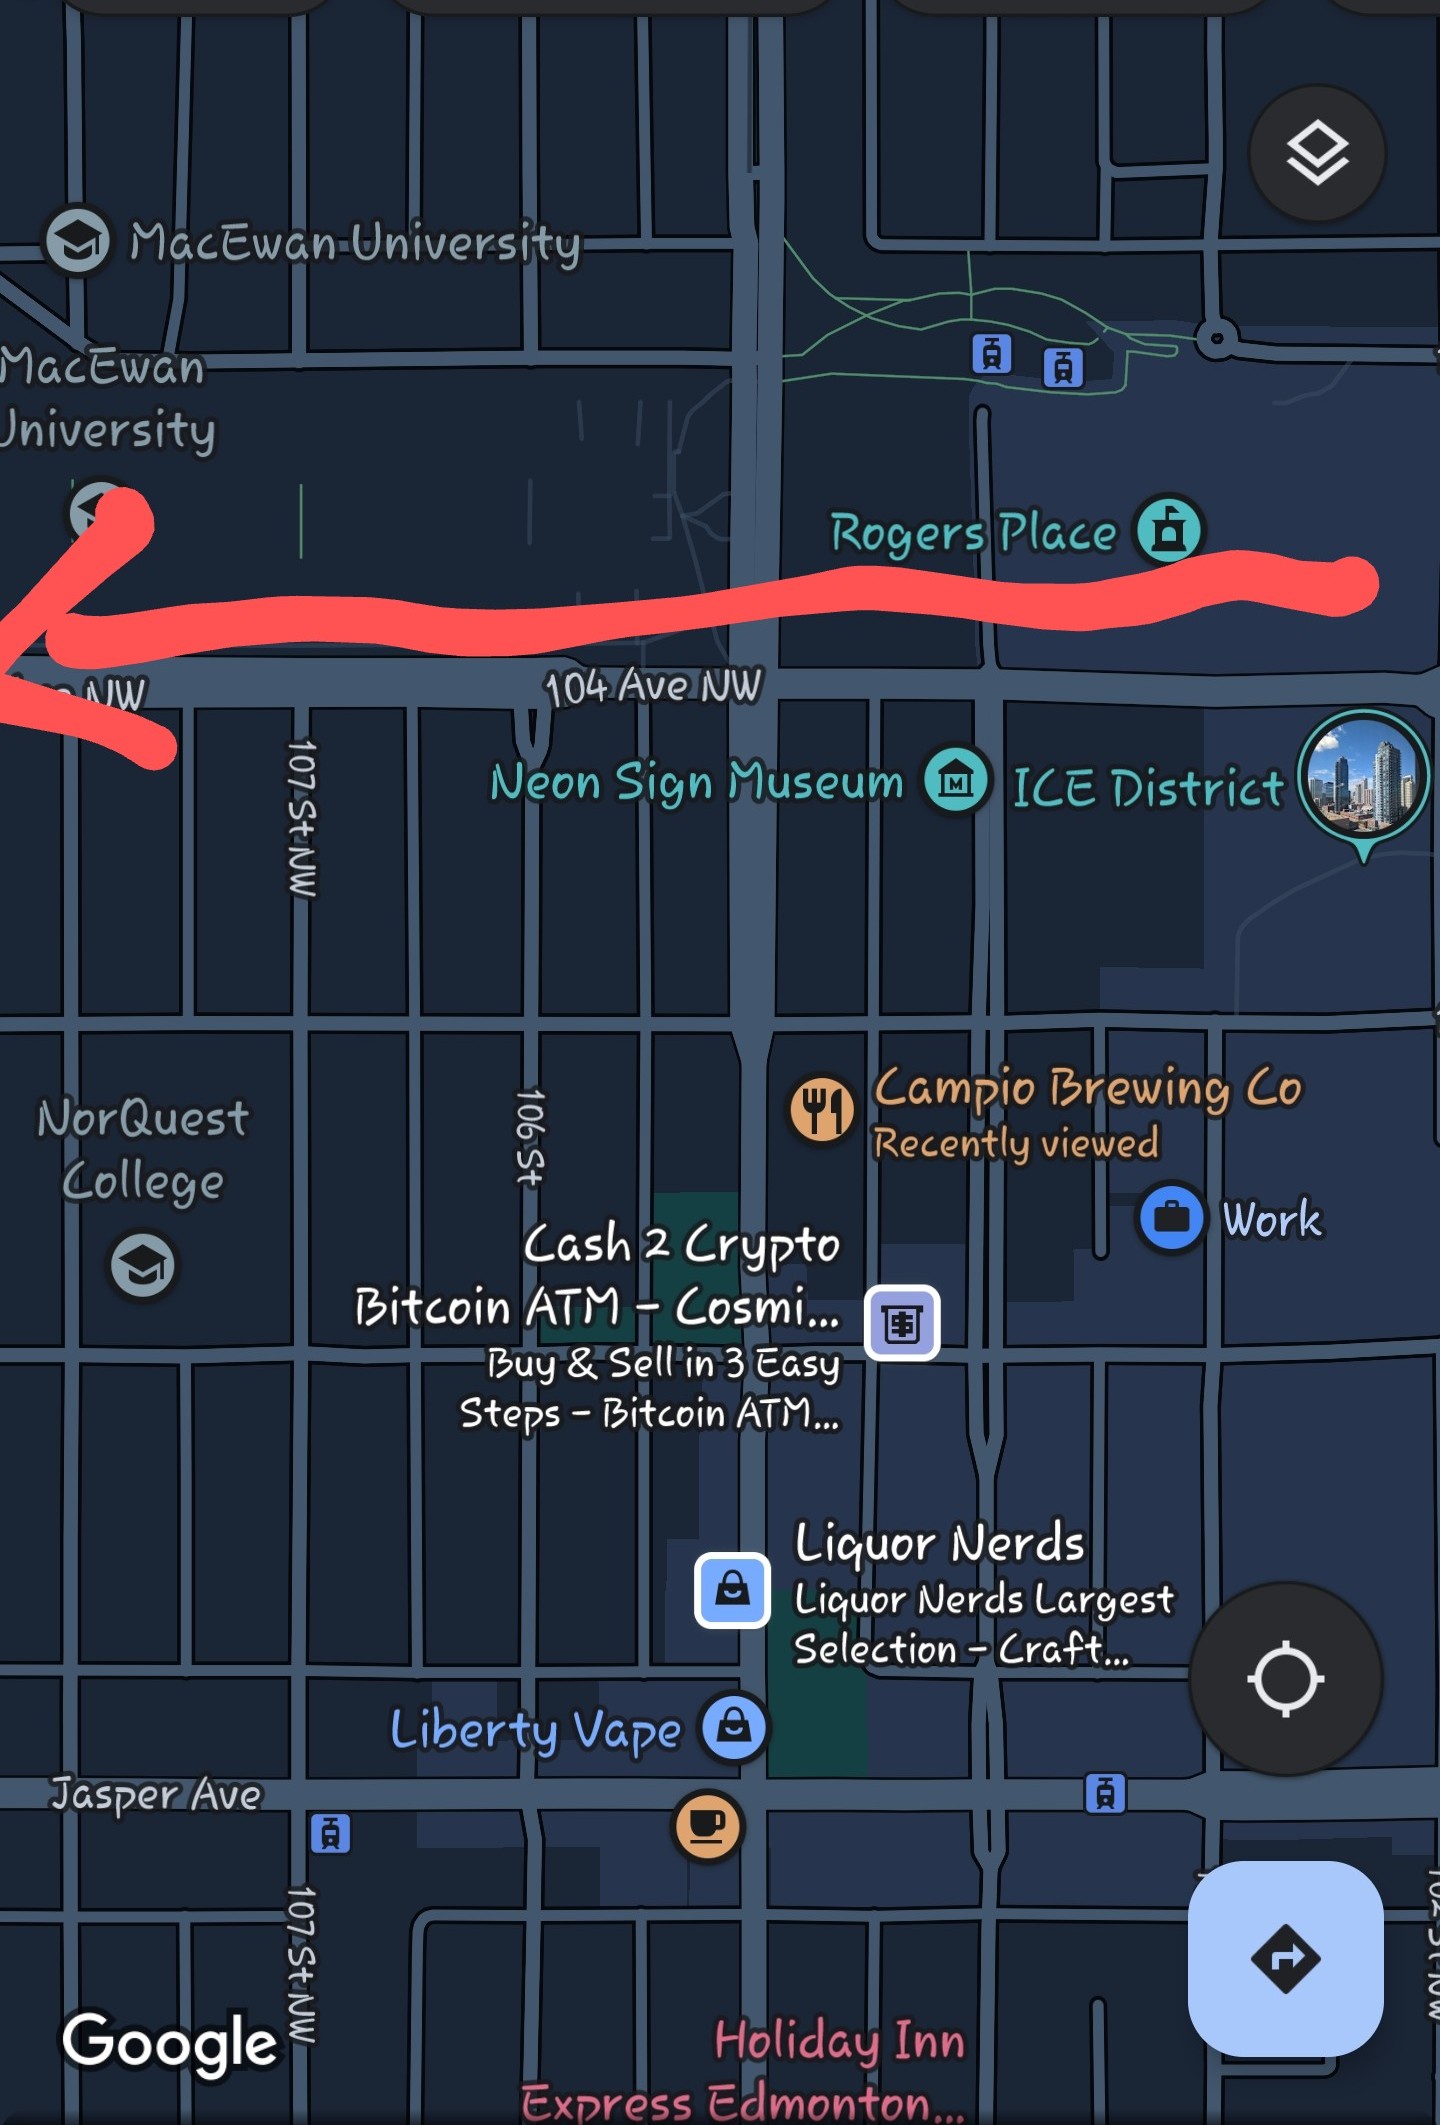 MacEwan University
MacEwan
University
Rogers Place
104 Ave NW
NW
107 St NW
Neon Sign Museum
ICE District
Campio Brewing Co
Recently viewed
NorQuest
College
106 St
Work
Cash 2 Crypto
Bitcoin ATM - Cosmi...
Buy & Sell in 3 Easy
Steps - Bitcoin ATM...
Liquor Nerds
Liquor Nerds Largest
Selection - Craft...
Liberty Vape
Jasper Ave
107 St NW
102 St NW
Google
Holiday Inn
Express Edmonton...